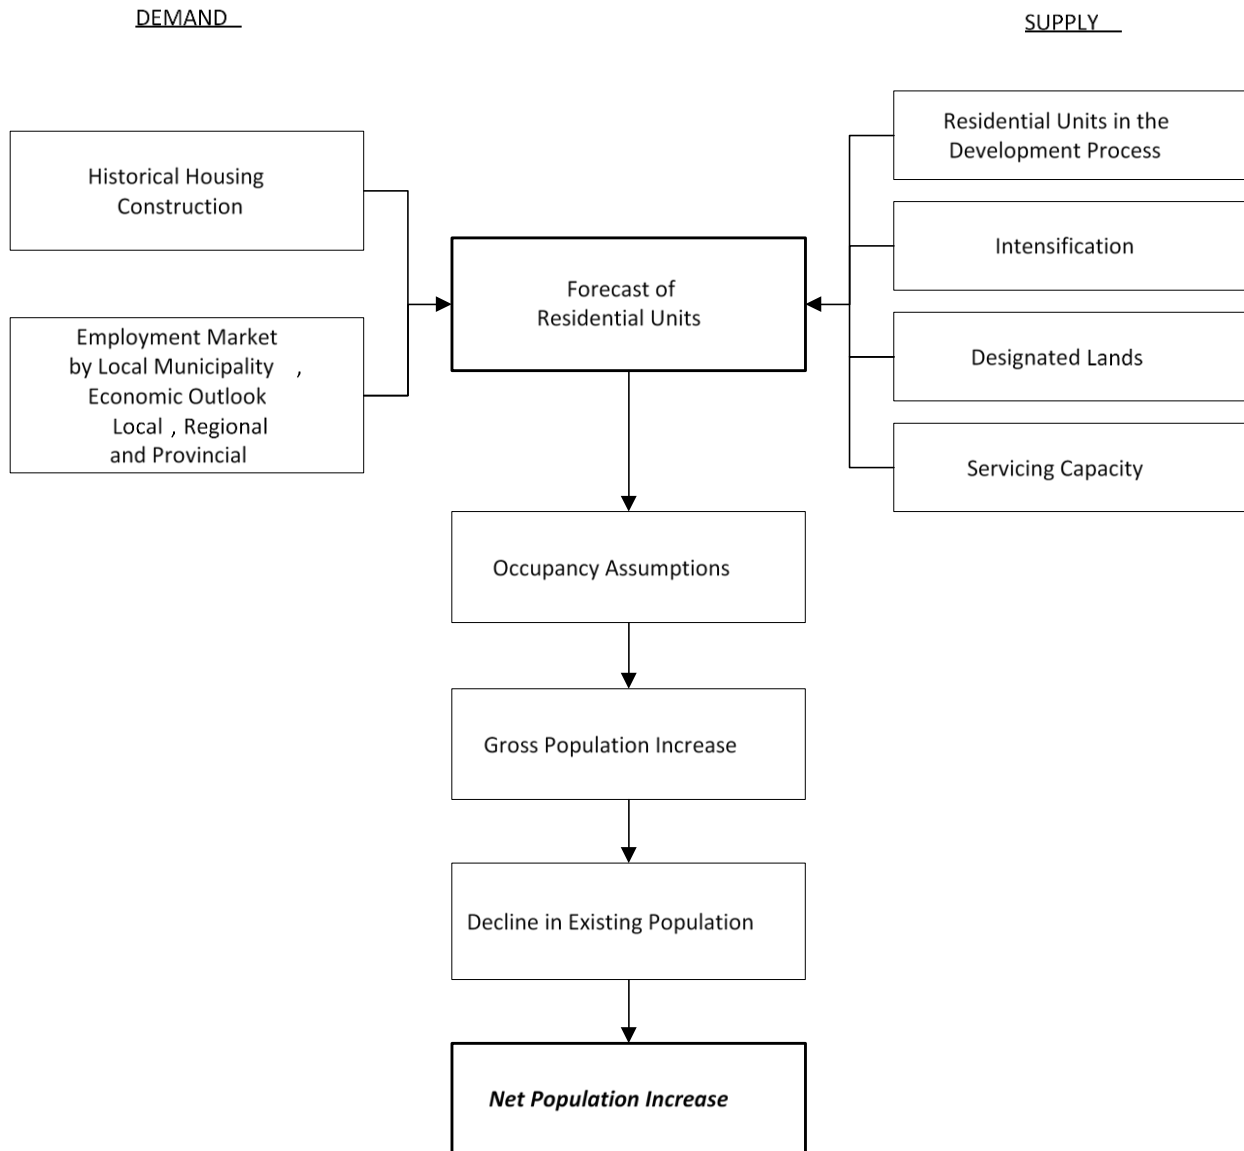 DEMAND
SUPPLY
Historical Housing
Construction
Employment Market
by Local Municipality ,
Economic Outlook
Local , Regional
and Provincial
Forecast of
Residential Units
Residential Units in the
Development Process
Intensification
Designated Lands
Servicing Capacity
Occupancy Assumptions
Gross Population Increase
Decline in Existing Population
Net Population Increase